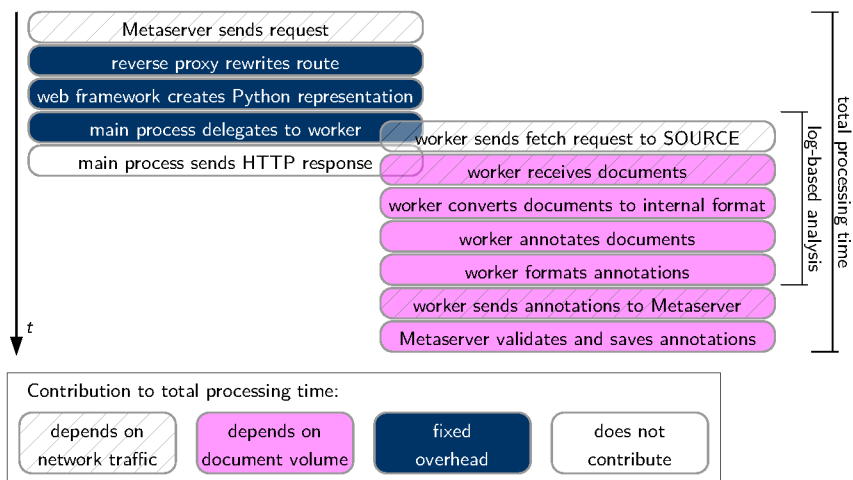 Metaserver sends request
reverse proxy rewrites route
web framework creates Python representation
main process delegates to worker
main process sends HTTP response
worker sends fetch request to SOURCE
worker receives documents
worker converts documents to internal format
worker annotates documents
worker formats annotations
worker sends annotations to Metaserver
Metaserver validates and saves annotations
log-based analysis
total processing time
t
Contribution to total processing time:
depends on
network traffic
depends on
document volume
fixed
overhead
does not
contribute